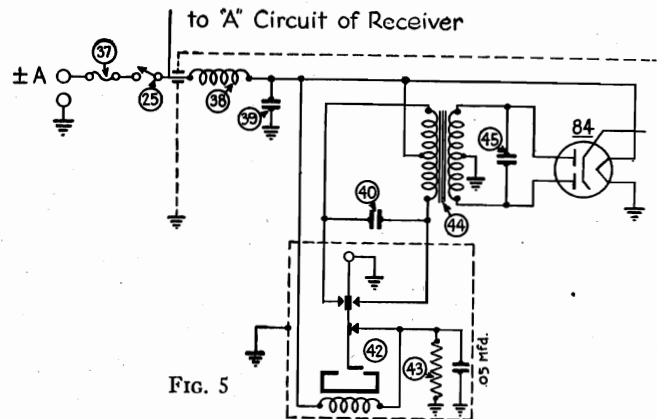 to "A" Circuit of Receiver
37
± A
25
38
39
84
45
40
44
42
43
.05 Mfd.
FIG. 5